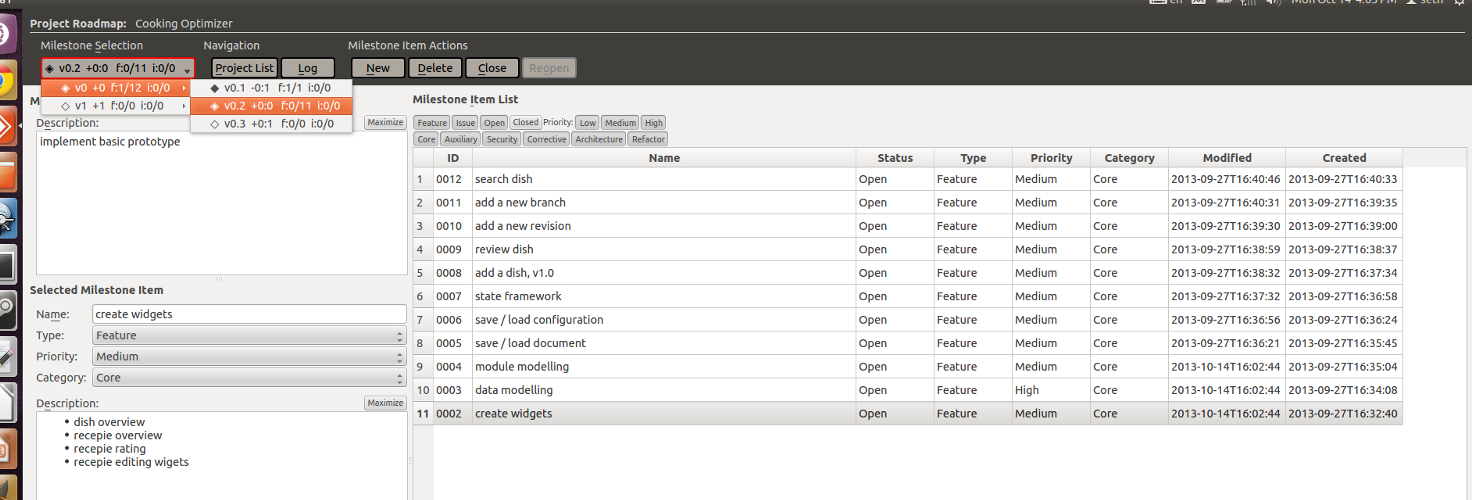 en Mon Oct 14 4:05 PM seth
Project Roadmap: Cooking Optimizer
Milestone Selection Navigation Milestone Item Actions
v0.2 +0:0 f:0/11 i:0/0 Project List Log New Delete Close Reopen
v0 +0 f:1/12 i:0/0
v1 +1 f:0/0 i:0/0
v0.1 -0:1 f:1/1 i:0/0
v0.2 +0:0 f:0/11 i:0/0
v0.3 +0:1 f:0/0 i:0/0
Description: Maximize
implement basic prototype
Selected Milestone Item
Name: create widgets
Type: Feature
Priority: Medium
Category: Core
Description: Maximize
• dish overview
• recepie overview
• recepie rating
• recepie editing wigets
Milestone Item List
Feature Issue Open Closed Priority: Low Medium High
Core Auxiliary Security Corrective Architecture Refactor
ID Name Status Type Priority Category Modified Created
1 0012 search dish Open Feature Medium Core 2013-09-27T16:40:46 2013-09-27T16:40:33
2 0011 add a new branch Open Feature Medium Core 2013-09-27T16:40:31 2013-09-27T16:39:35
3 0010 add a new revision Open Feature Medium Core 2013-09-27T16:39:30 2013-09-27T16:39:00
4 0009 review dish Open Feature Medium Core 2013-09-27T16:38:59 2013-09-27T16:38:37
5 0008 add a dish, v1.0 Open Feature Medium Core 2013-09-27T16:38:32 2013-09-27T16:37:34
6 0007 state framework Open Feature Medium Core 2013-09-27T16:37:32 2013-09-27T16:36:58
7 0006 save / load configuration Open Feature Medium Core 2013-09-27T16:36:56 2013-09-27T16:36:24
8 0005 save / load document Open Feature Medium Core 2013-09-27T16:36:21 2013-09-27T16:35:45
9 0004 module modelling Open Feature Medium Core 2013-10-14T16:02:44 2013-09-27T16:35:04
10 0003 data modelling Open Feature High Core 2013-10-14T16:02:44 2013-09-27T16:34:08
11 0002 create widgets Open Feature Medium Core 2013-10-14T16:02:44 2013-09-27T16:32:40